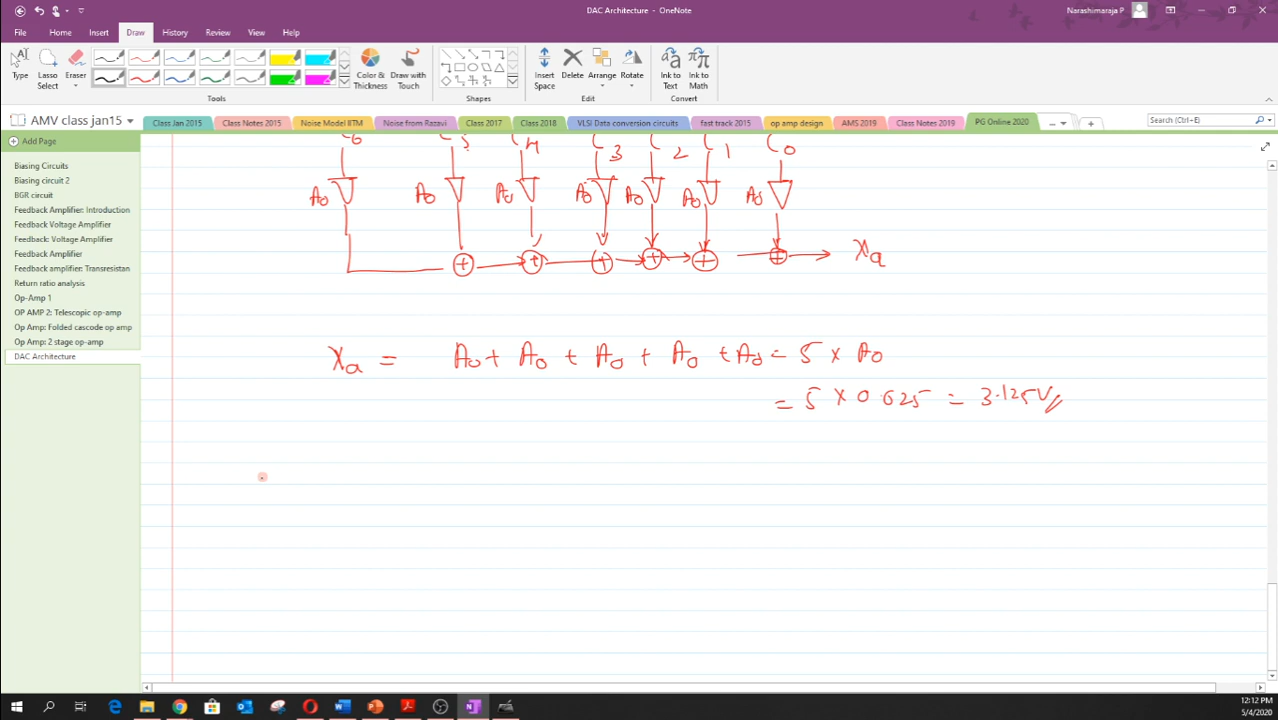 DAC Architecture - OneNote
Narashimaraja P
File Home Insert Draw History Review View Help
Type
Lasso Select
Eraser
Color & Thickness
Draw with Touch
Insert Space
Delete
Arrange
Rotate
Ink to Text
Ink to Math
Tools
Shapes
Edit
Convert
AMV class jan15
Class Jan 2015 Class Notes 2015 Noise Model IITM Noise from Razavi Class 2017 Class 2018 VLSI Data conversion circuits fast track 2015 op amp design AMS 2019 Class Notes 2019 PG Online 2020
Search (Ctrl+E)
Add Page
Biasing Circuits
Biasing circuit 2
BGR circuit
Feedback Amplifier: Introduction
Feedback Voltage Amplifier
Feedback: Voltage Amplifier
Feedback Amplifier
Feedback amplifier: Transresistan
Return ratio analysis
Op-Amp 1
OP AMP 2: Telescopic op-amp
Op Amp: Folded cascode op amp
Op Amp: 2 stage op-amp
DAC Architecture
C6 C5 C4 C3 C2 C1 C0
A0 A0 A0 A0 A0 A0 A0
+ + + + + + Xa
Xa = A0 + A0 + A0 + A0 + A0 = 5 × A0
= 5 × 0.625 = 3.125V
12:12 PM
5/4/2020